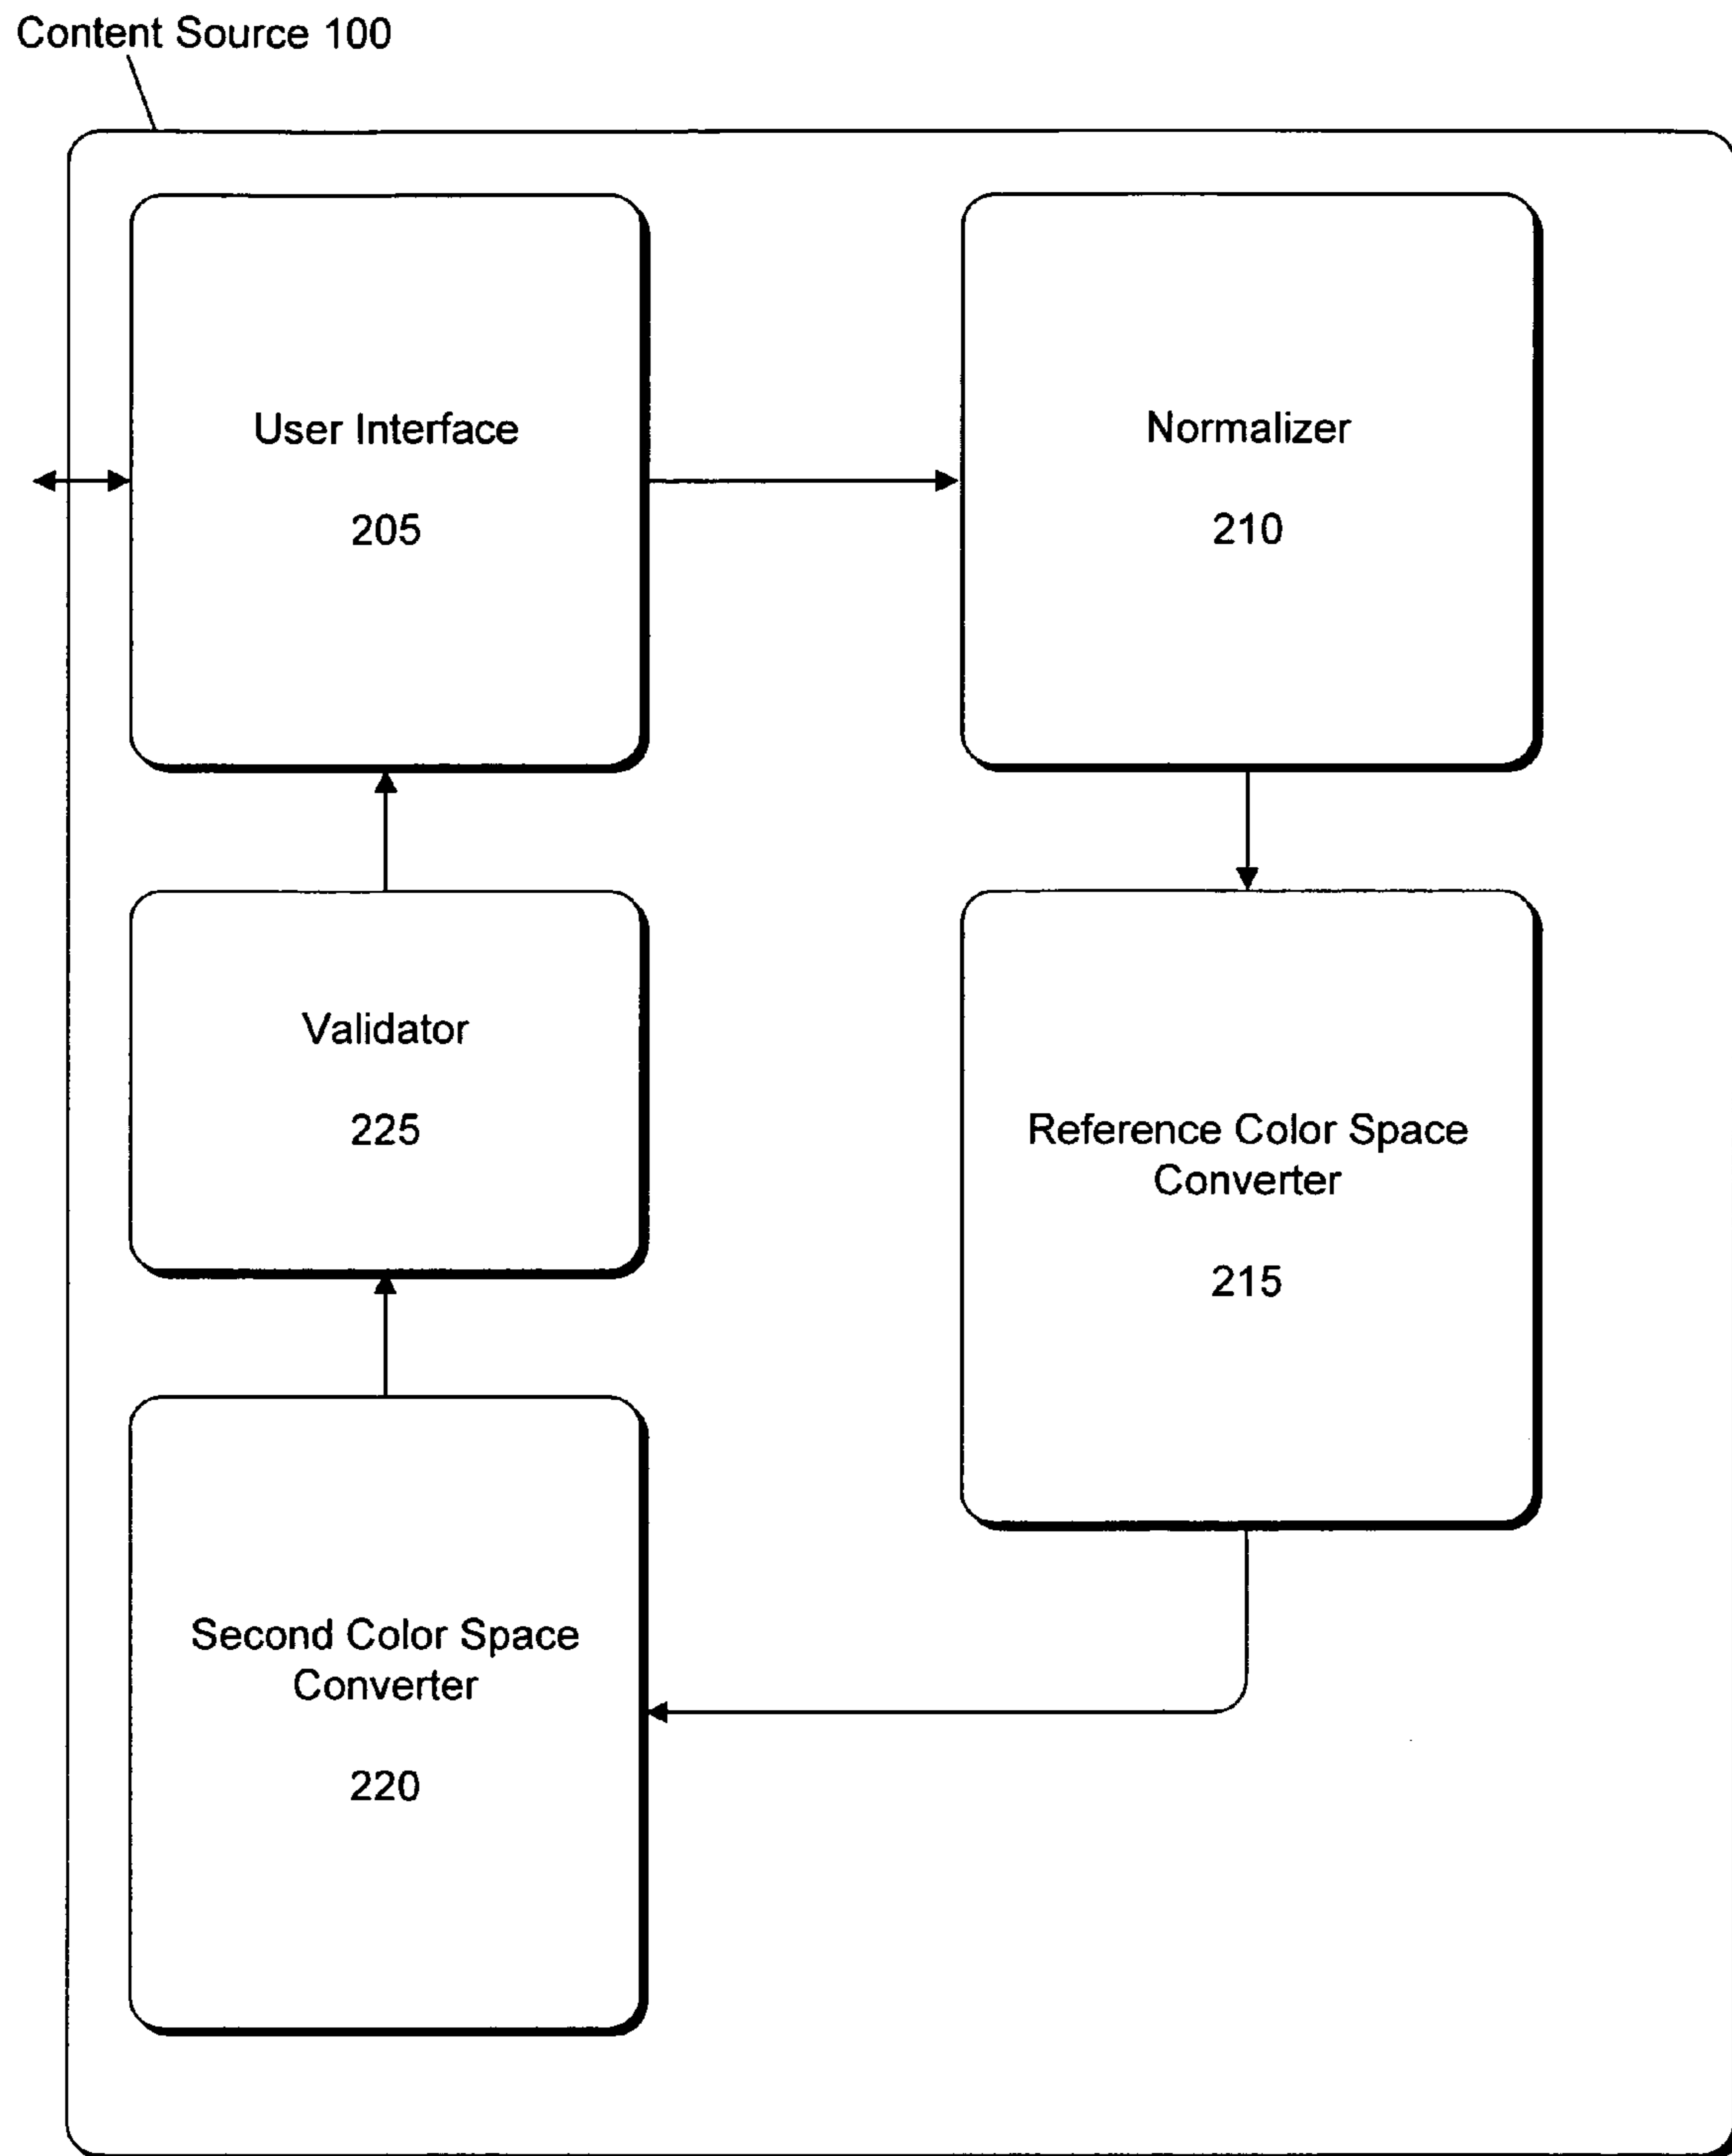 Content Source 100
User Interface
205
Normalizer
210
Validator
225
Reference Color Space
Converter
215
Second Color Space
Converter
220